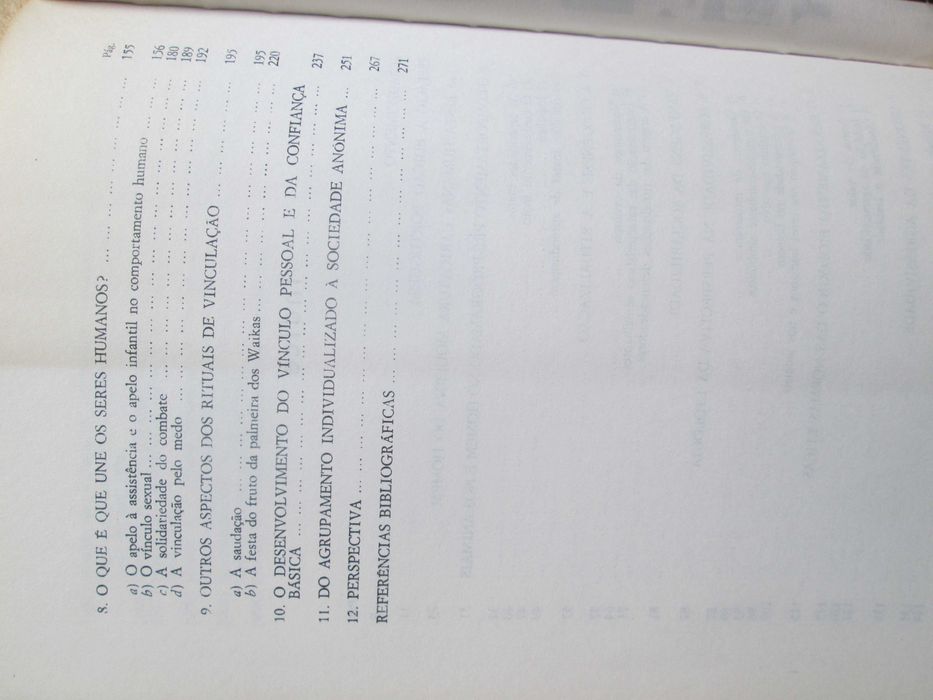 Pág.
8. O QUE É QUE UNE OS SERES HUMANOS? ... ... ... ... ... ... ... 155
a) O apelo à assistência e o apelo infantil no comportamento humano ... 156
b) O vínculo sexual ... ... ... ... ... ... ... ... ... ... ... ... 180
c) A solidariedade do combate ... ... ... ... ... ... ... ... ... ... 189
d) A vinculação pelo medo ... ... ... ... ... ... ... ... ... ... 192
9. OUTROS ASPECTOS DOS RITUAIS DE VINCULAÇÃO ... ... ... ... 195
a) A saudação ... ... ... ... ... ... ... ... ... ... ... ... ... 195
b) A festa do fruto da palmeira dos Waikas ... ... ... ... ... ... ... 220
10. O DESENVOLVIMENTO DO VÍNCULO PESSOAL E DA CONFIANÇA
BÁSICA ... ... ... ... ... ... ... ... ... ... ... ... ... ... 237
11. DO AGRUPAMENTO INDIVIDUALIZADO À SOCIEDADE ANÓNIMA ... 251
12. PERSPECTIVA ... ... ... ... ... ... ... ... ... ... ... ... 267
REFERÊNCIAS BIBLIOGRÁFICAS ... ... ... ... ... ... ... ... ... 271